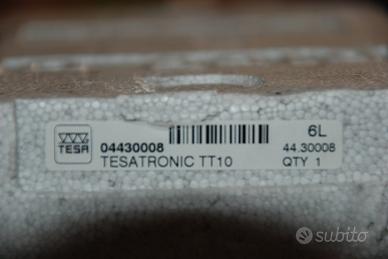 TESA
04430008
TESATRONIC TT10
6L
44.30008
QTY 1
subito